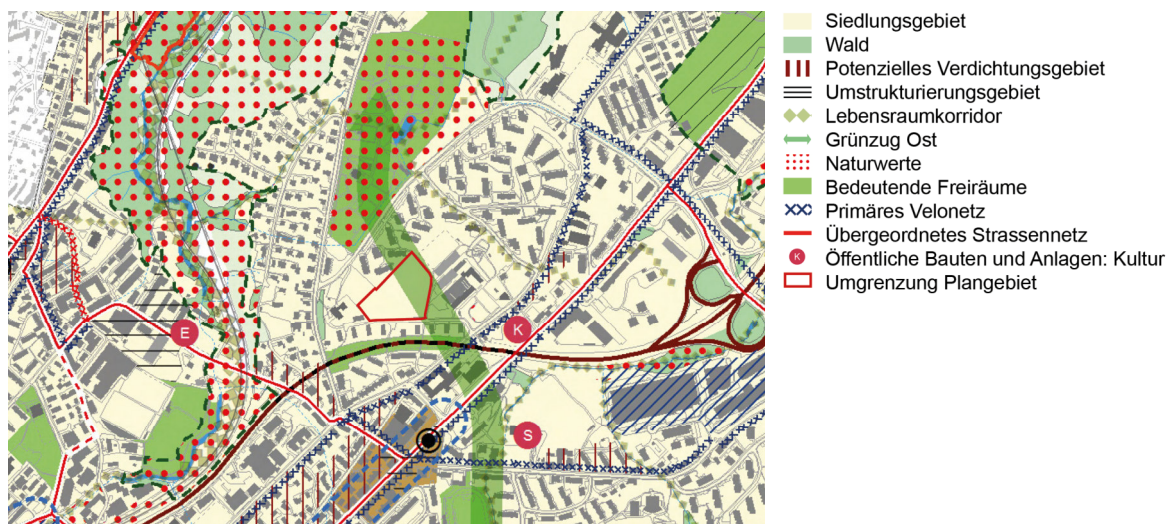 Siedlungsgebiet
Wald
Potenzielles Verdichtungsgebiet
Umstrukturierungsgebiet
Lebensraumkorridor
Grünzug Ost
Naturwerte
Bedeutende Freiräume
Primäres Velonetz
Übergeordnetes Strassennetz
K Öffentliche Bauten und Anlagen: Kultur
Umgrenzung Plangebiet
E
K
S